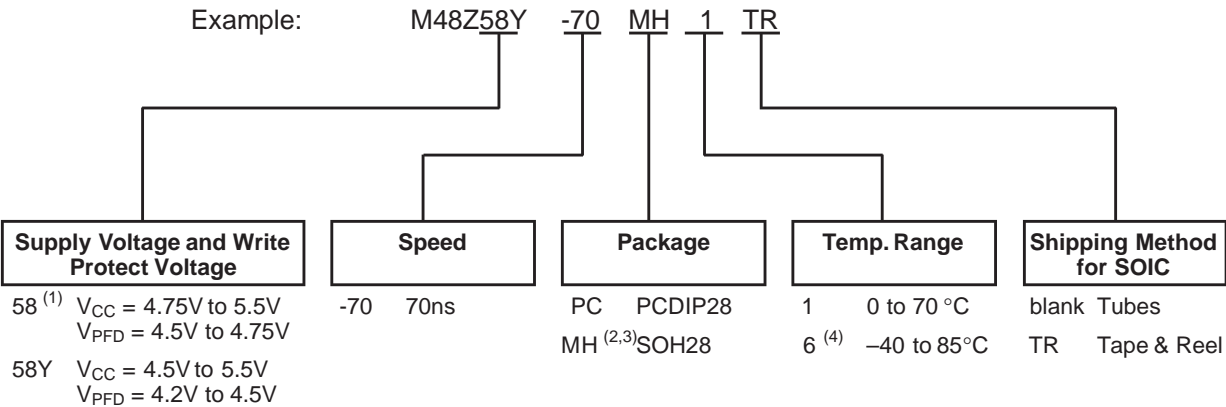 Example: M48Z58Y -70 MH 1 TR
Supply Voltage and Write
Protect Voltage
58 (1) VCC = 4.75V to 5.5V
VPFD = 4.5V to 4.75V
58Y VCC = 4.5V to 5.5V
VPFD = 4.2V to 4.5V
Speed
-70 70ns
Package
PC PCDIP28
MH (2,3) SOH28
Temp. Range
1 0 to 70 °C
6 (4) –40 to 85°C
Shipping Method
for SOIC
blank Tubes
TR Tape & Reel